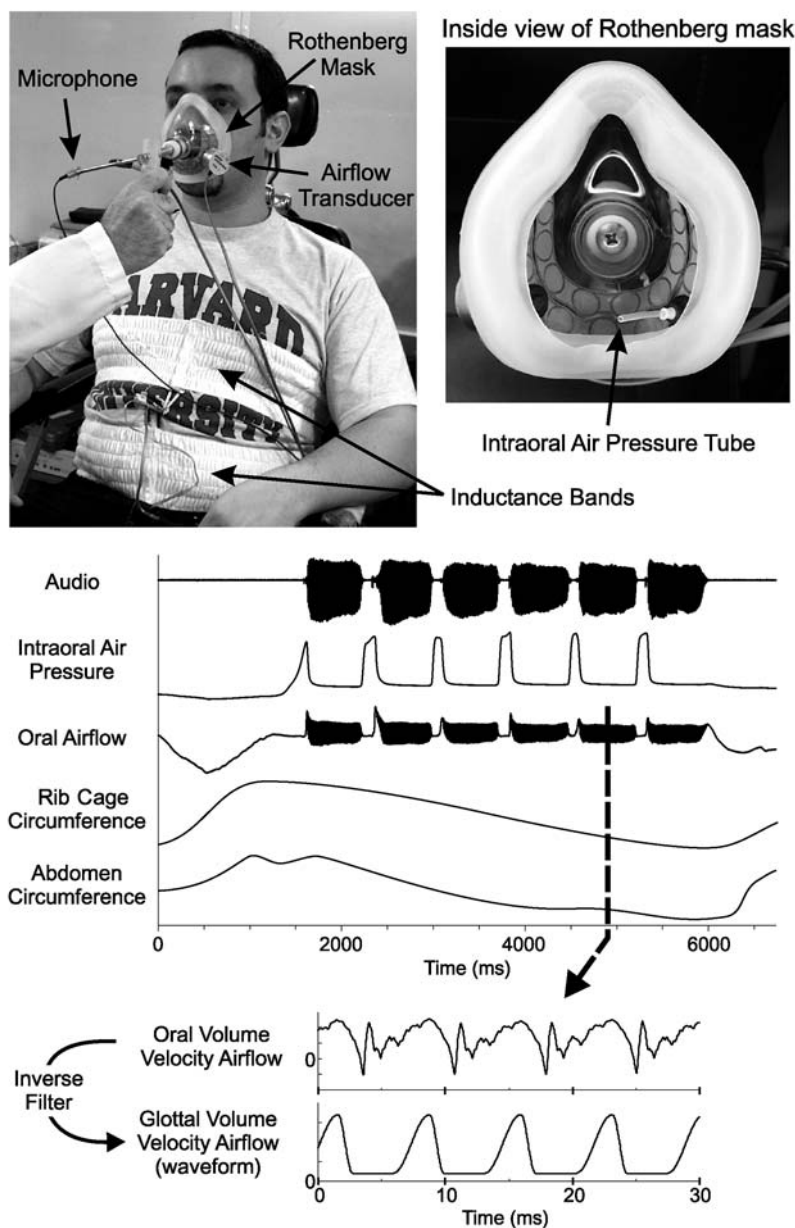 Inside view of Rothenberg mask
Rothenberg
Mask
Microphone
Airflow
Transducer
HARVARD
UNIVERSITY
Intraoral Air Pressure Tube
Inductance Bands
Audio
Intraoral Air
Pressure
Oral Airflow
Rib Cage
Circumference
Abdomen
Circumference
0
2000
4000
6000
Time (ms)
Oral Volume
Velocity Airflow
0
Inverse
Filter
Glottal Volume
Velocity Airflow
(waveform)
0
10
20
30
Time (ms)